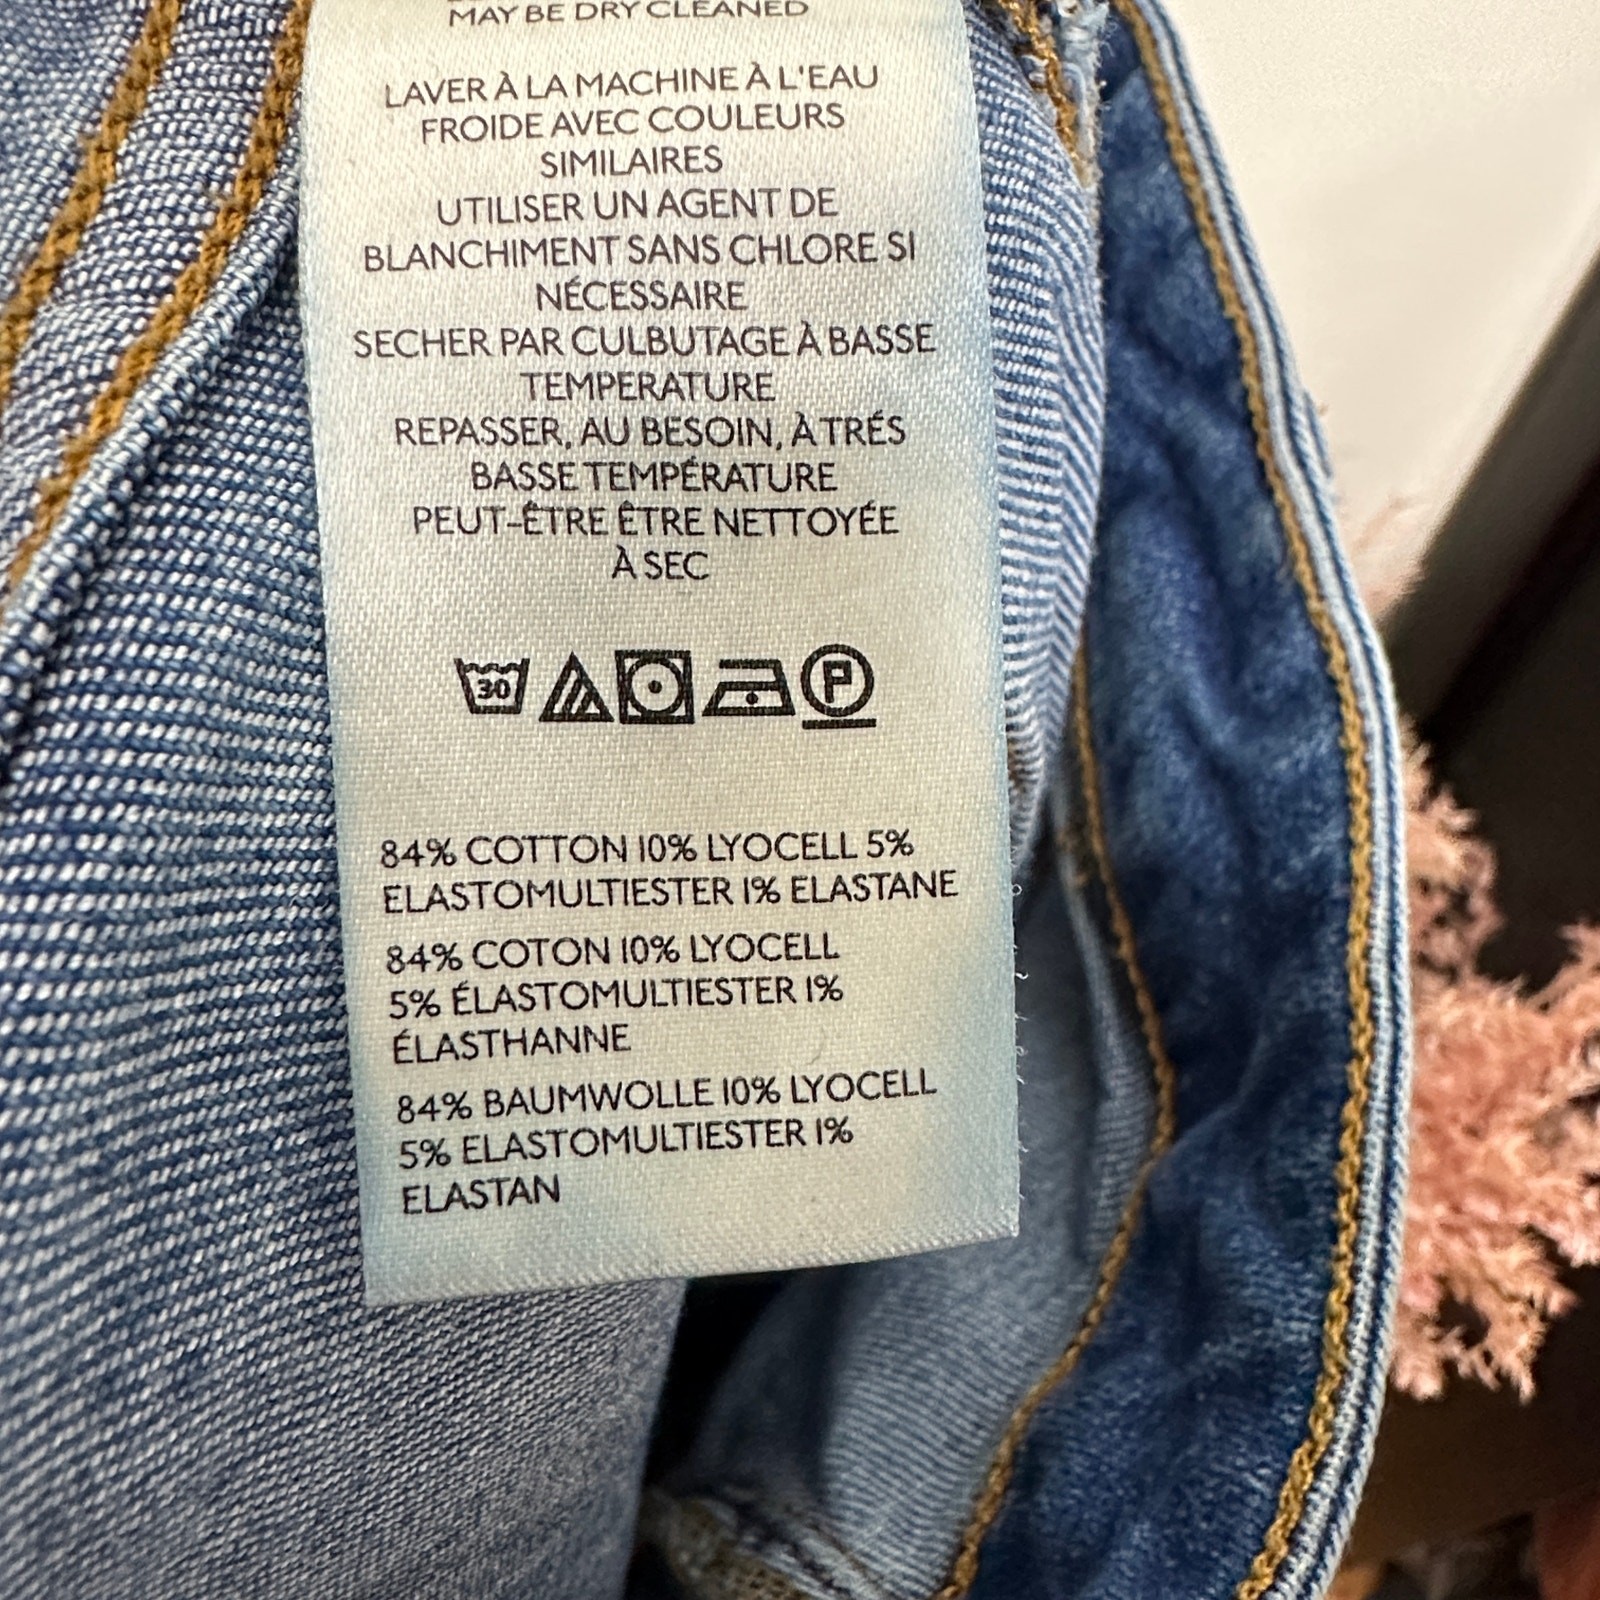 MAY BE DRY CLEANED
LAVER À LA MACHINE À L'EAU
FROIDE AVEC COULEURS
SIMILAIRES
UTILISER UN AGENT DE
BLANCHIMENT SANS CHLORE SI
NÉCESSAIRE
SECHER PAR CULBUTAGE À BASSE
TEMPERATURE
REPASSER, AU BESOIN, À TRÉS
BASSE TEMPÉRATURE
PEUT-ÊTRE ÊTRE NETTOYÉE
À SEC
30 P
84% COTTON 10% LYOCELL 5%
ELASTOMULTIESTER 1% ELASTANE
84% COTON 10% LYOCELL
5% ÉLASTOMULTIESTER 1%
ÉLASTHANNE
84% BAUMWOLLE 10% LYOCELL
5% ELASTOMULTIESTER 1%
ELASTAN